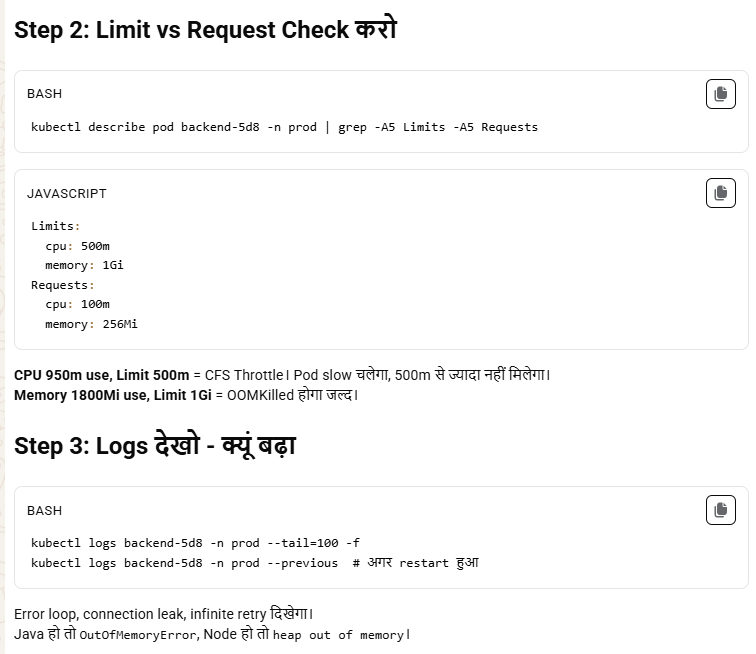 Step 2: Limit vs Request Check करो
BASH
kubectl describe pod backend-5d8 -n prod | grep -A5 Limits -A5 Requests
JAVASCRIPT
Limits:
  cpu: 500m
  memory: 1Gi
Requests:
  cpu: 100m
  memory: 256Mi
CPU 950m use, Limit 500m = CFS Throttle। Pod slow चलेगा, 500m से ज्यादा नहीं मिलेगा।
Memory 1800Mi use, Limit 1Gi = OOMKilled होगा जल्द।
Step 3: Logs देखो - क्यूं बढ़ा
BASH
kubectl logs backend-5d8 -n prod --tail=100 -f
kubectl logs backend-5d8 -n prod --previous  # अगर restart हुआ
Error loop, connection leak, infinite retry दिखेगा।
Java हो तो OutOfMemoryError, Node हो तो heap out of memory।